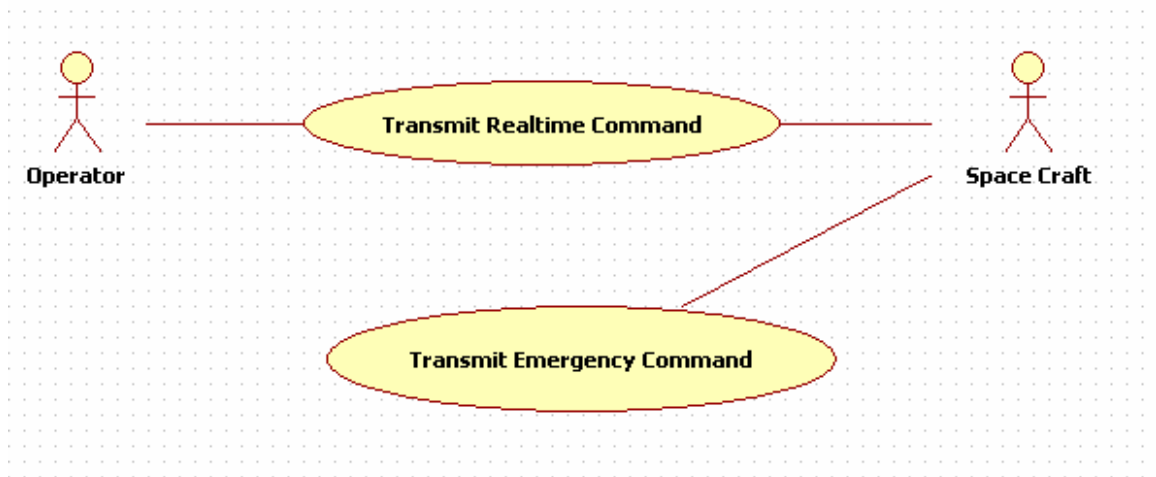 Transmit Realtime Command
Operator
Space Craft
Transmit Emergency Command